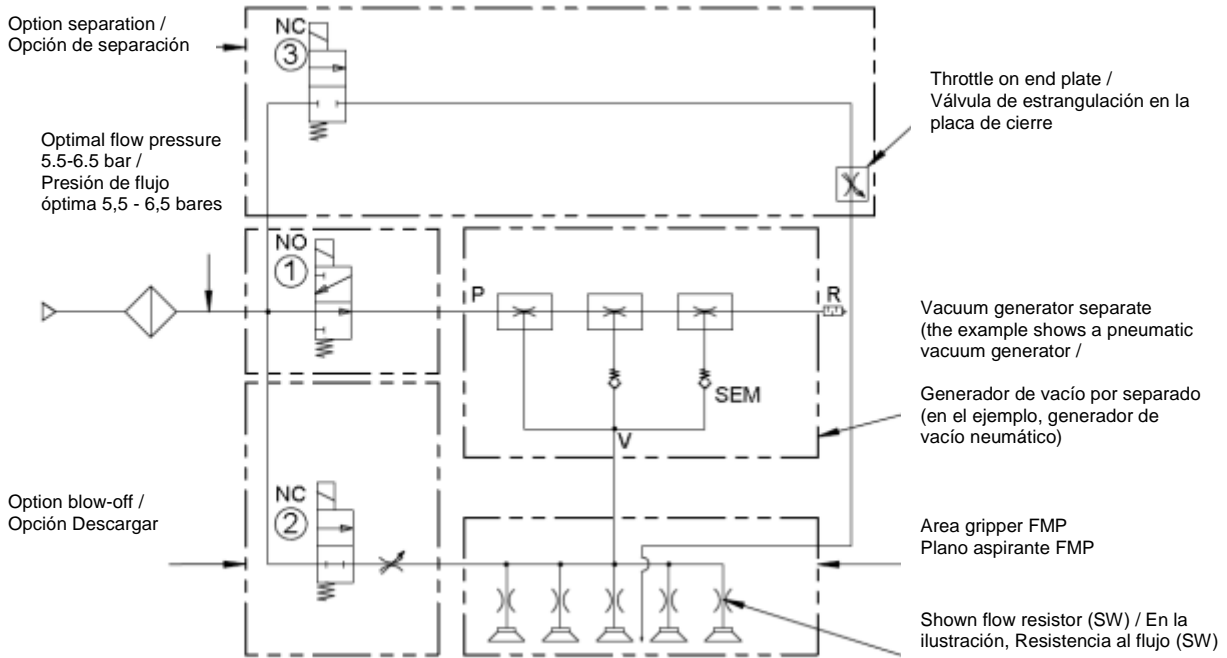 Option separation /
Opción de separación
NC
3
Throttle on end plate /
Válvula de estrangulación en la
placa de cierre
Optimal flow pressure
5.5-6.5 bar /
Presión de flujo
óptima 5,5 - 6,5 bares
NO
1
P
R
SEM
V
Vacuum generator separate
(the example shows a pneumatic
vacuum generator /
Generador de vacío por separado
(en el ejemplo, generador de
vacío neumático)
Option blow-off /
Opción Descargar
NC
2
Area gripper FMP
Plano aspirante FMP
Shown flow resistor (SW) / En la
ilustración, Resistencia al flujo (SW)